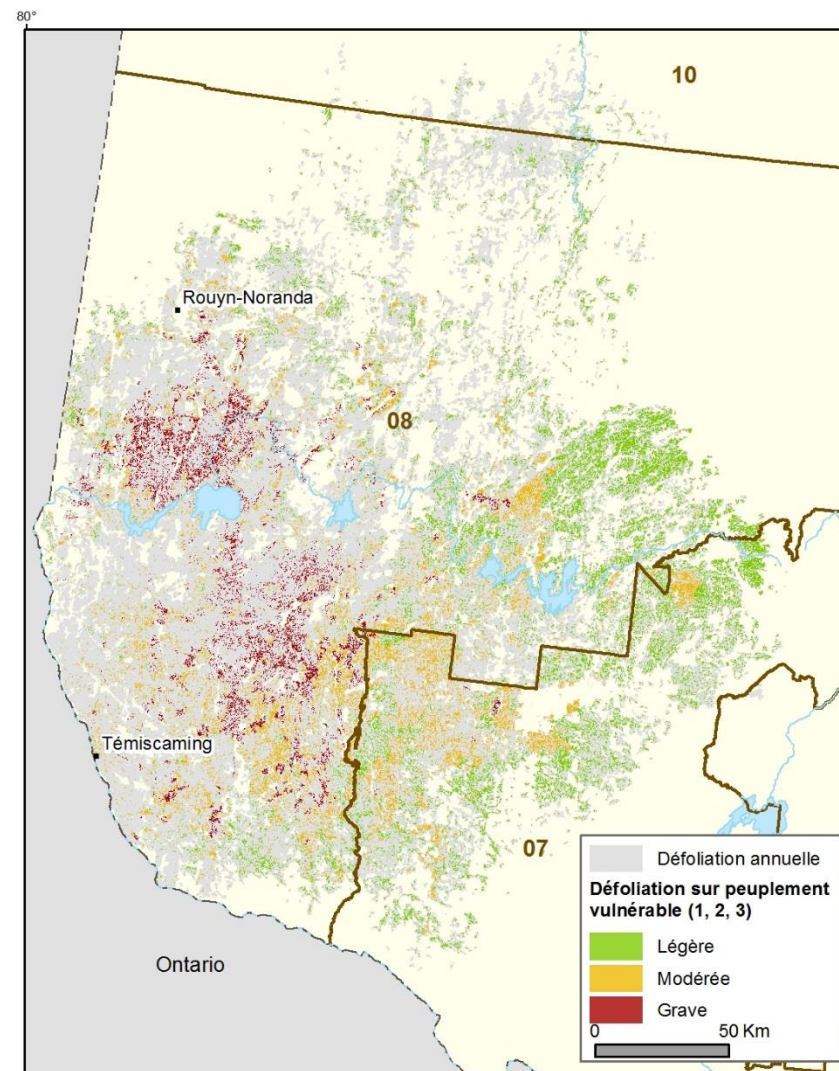 80°
10
Rouyn-Noranda
08
Témiscaming
07
Ontario
Défoliation annuelle
Défoliation sur peuplement
vulnérable (1, 2, 3)
Légère
Modérée
Grave
0
50 Km